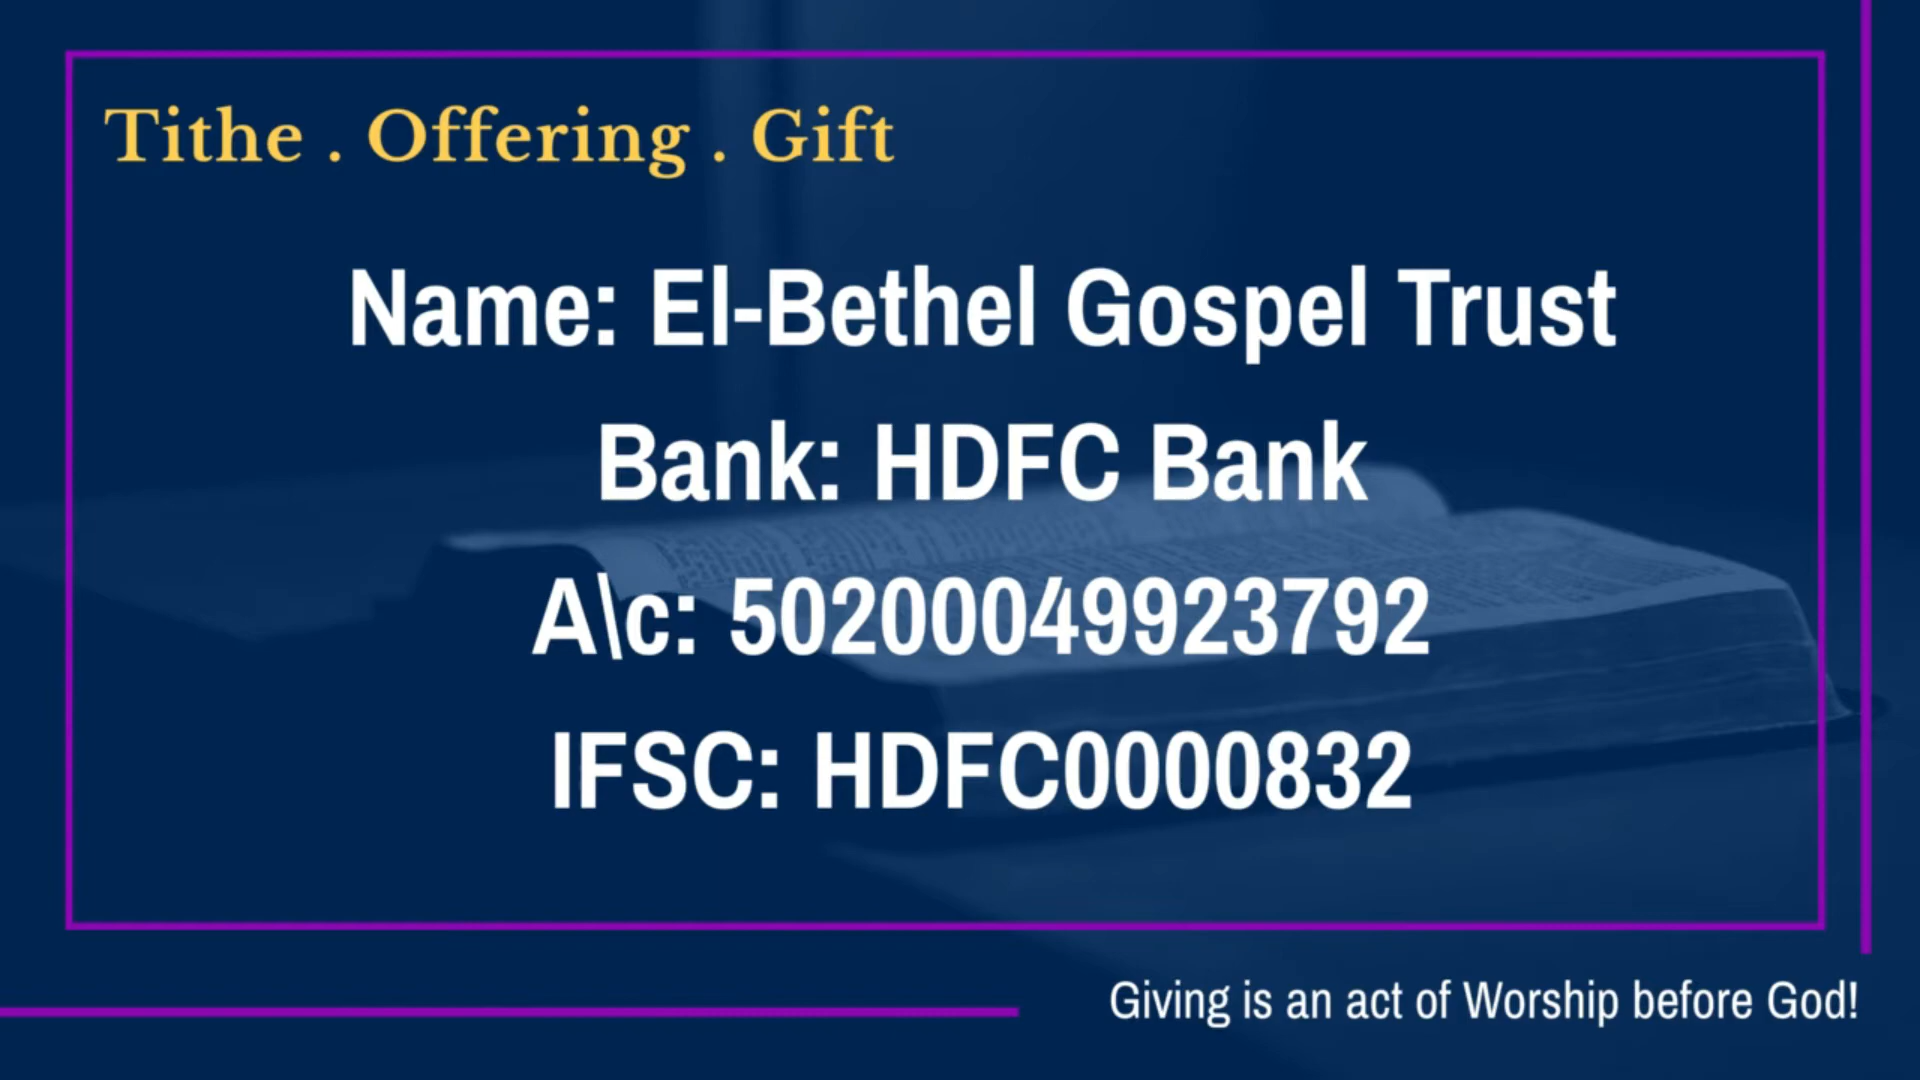 Tithe . Offering . Gift
Name: El-Bethel Gospel Trust
Bank: HDFC Bank
A\c: 50200049923792
IFSC: HDFC0000832
Giving is an act of Worship before God!